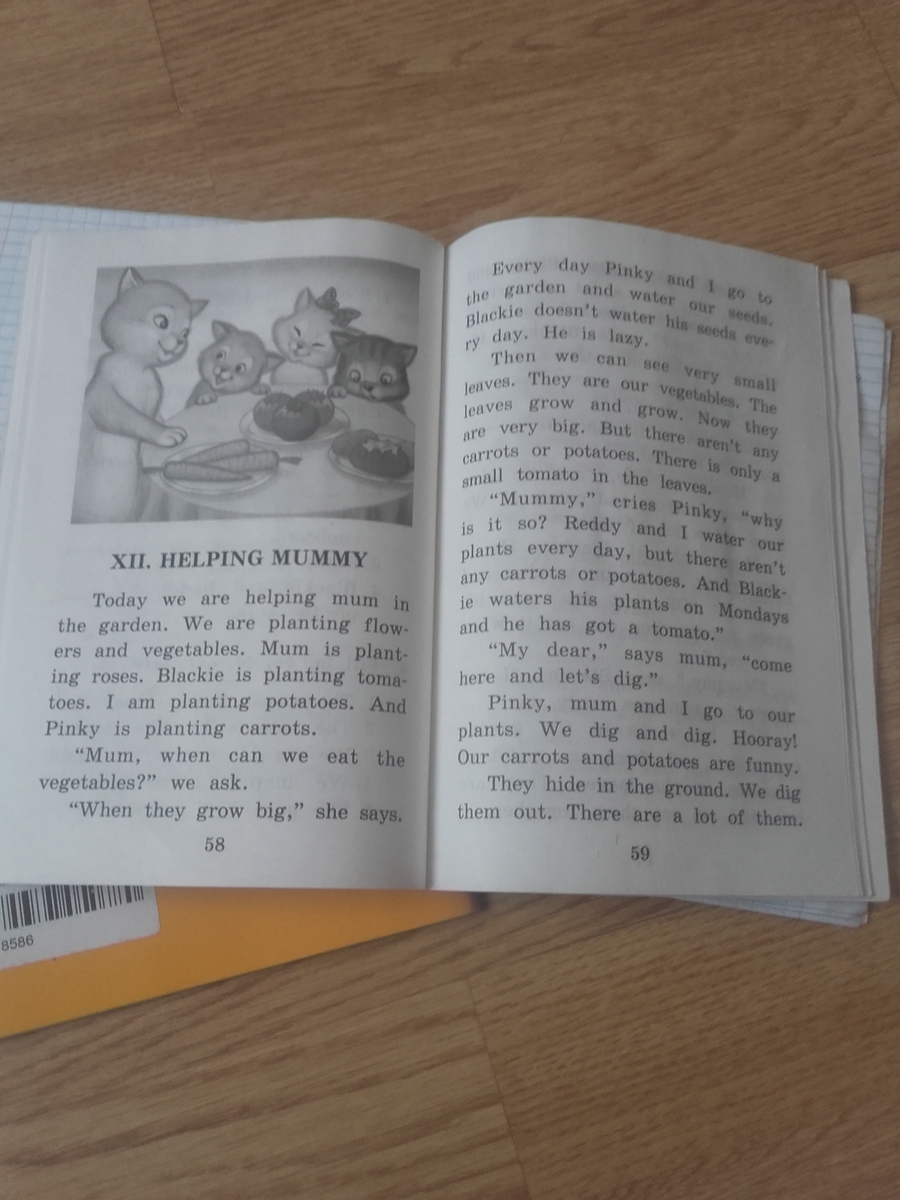 XII. HELPING MUMMY
Today we are helping mum in
the garden. We are planting flow-
ers and vegetables. Mum is plant-
ing roses. Blackie is planting toma-
toes. I am planting potatoes. And
Pinky is planting carrots.
“Mum, when can we eat the
vegetables?” we ask.
“When they grow big,” she says.
58
Every day Pinky and I go to
the garden and water our seeds.
Blackie doesn’t water his seeds eve-
ry day. He is lazy.
Then we can see very small
leaves. They are our vegetables. The
leaves grow and grow. Now they
are very big. But there aren’t any
carrots or potatoes. There is only a
small tomato in the leaves.
“Mummy,” cries Pinky, “why
is it so? Reddy and I water our
plants every day, but there aren’t
any carrots or potatoes. And Black-
ie waters his plants on Mondays
and he has got a tomato.”
“My dear,” says mum, “come
here and let’s dig.”
Pinky, mum and I go to our
plants. We dig and dig. Hooray!
Our carrots and potatoes are funny.
They hide in the ground. We dig
them out. There are a lot of them.
59
8586